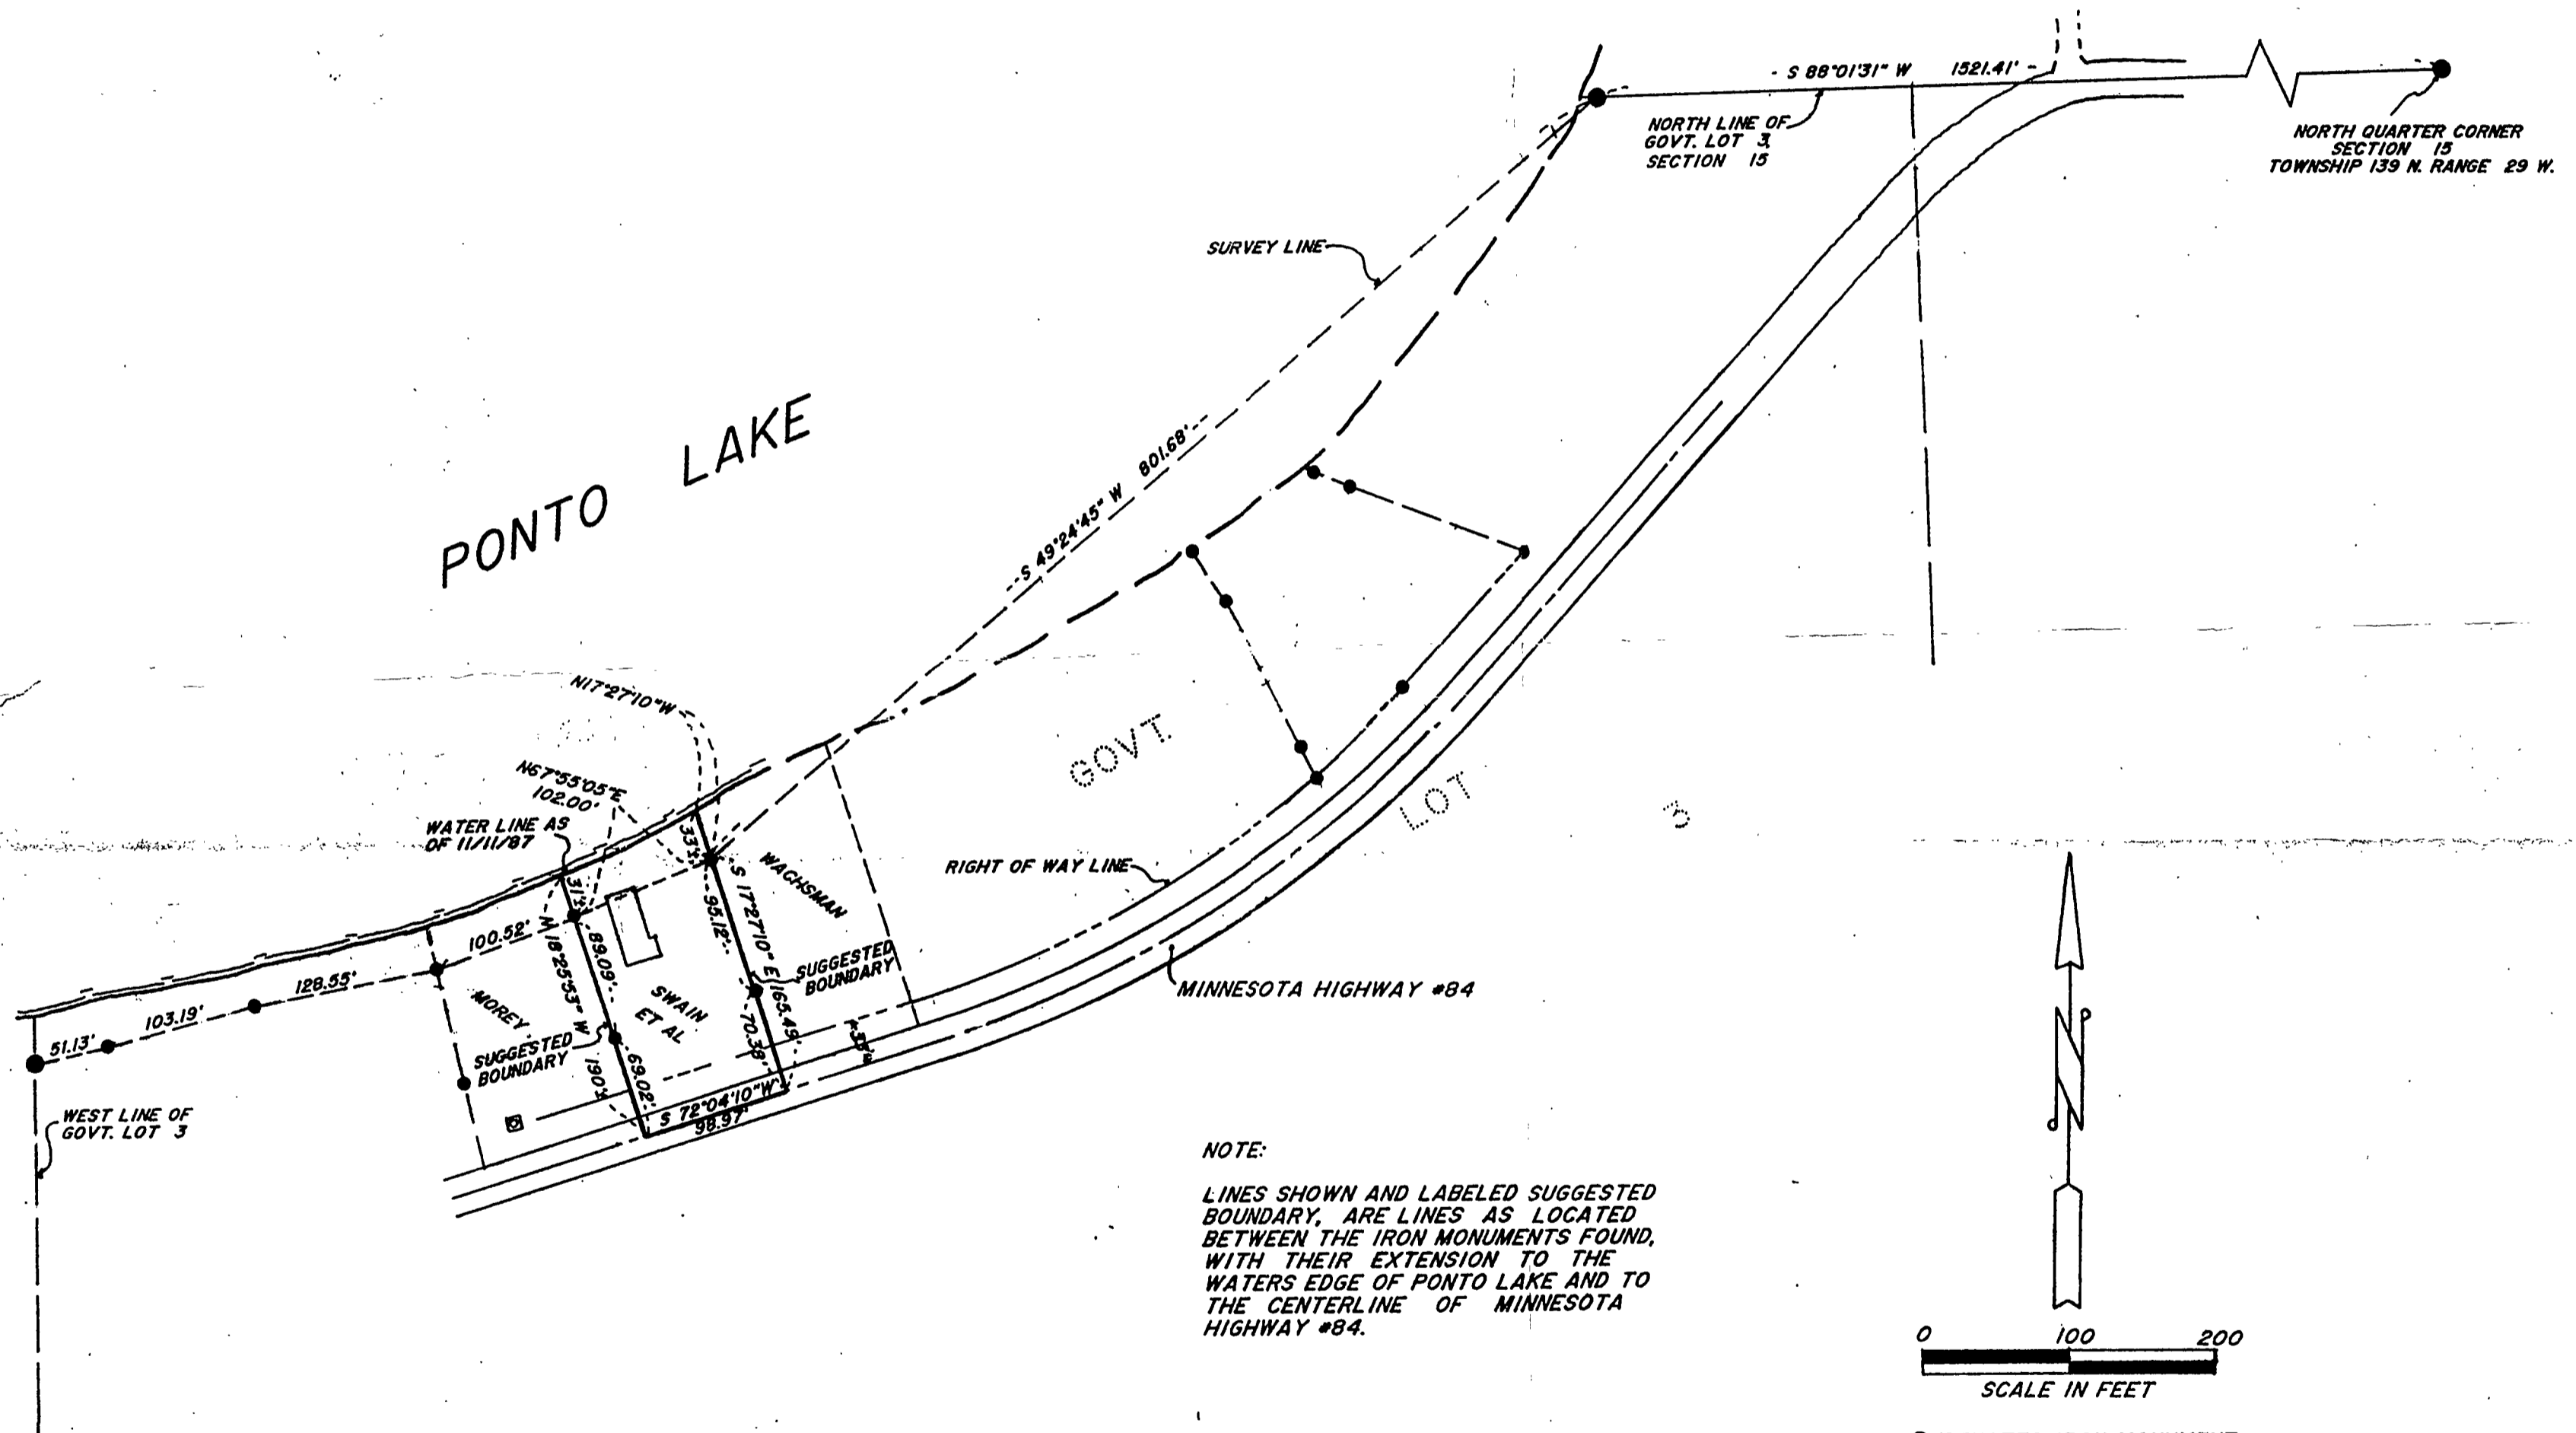 - S 88°01'31" W 1521.41' -
NORTH LINE OF
GOVT. LOT 3,
SECTION 15
NORTH QUARTER CORNER
SECTION 15
TOWNSHIP 139 N. RANGE 29 W.
SURVEY LINE
PONTO LAKE
--S 49°24'45" W 801.68'--
N17°27'10"W
N67°55'05"E
102.00'
WATER LINE AS
OF 11/11/87
33'±
31'±
WACHSMAN
S 17°27'10" E 165.49'
95.12'
SUGGESTED
BOUNDARY
70.38'
100.52'
128.55'
103.19'
51.13'
N 18°25'53" W
190'±
89.09'
69.02'
MOREY
SWAIN
ET AL
SUGGESTED
BOUNDARY
S 72°04'10"W
98.97'
33'
WEST LINE OF
GOVT. LOT 3
GOVT.
LOT
3
RIGHT OF WAY LINE
MINNESOTA HIGHWAY #84
NOTE:
LINES SHOWN AND LABELED SUGGESTED
BOUNDARY, ARE LINES AS LOCATED
BETWEEN THE IRON MONUMENTS FOUND,
WITH THEIR EXTENSION TO THE
WATERS EDGE OF PONTO LAKE AND TO
THE CENTERLINE OF MINNESOTA
HIGHWAY #84.
N
0 100 200
SCALE IN FEET